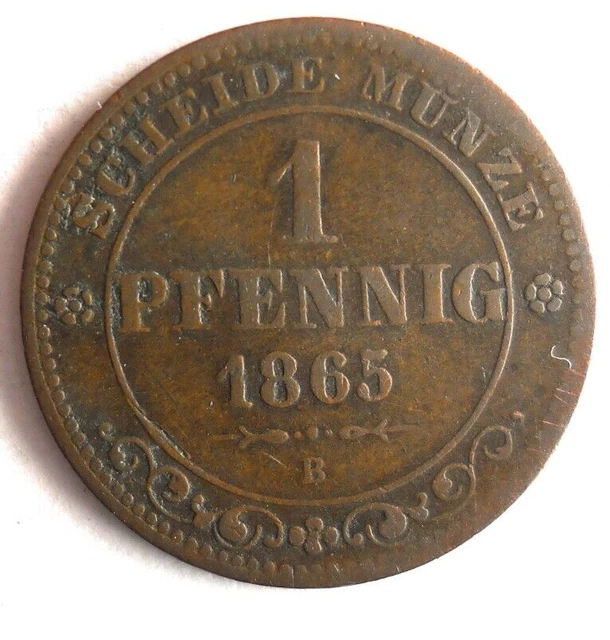 SCHEIDE MÜNZE
1
PFENNIG
1865
B